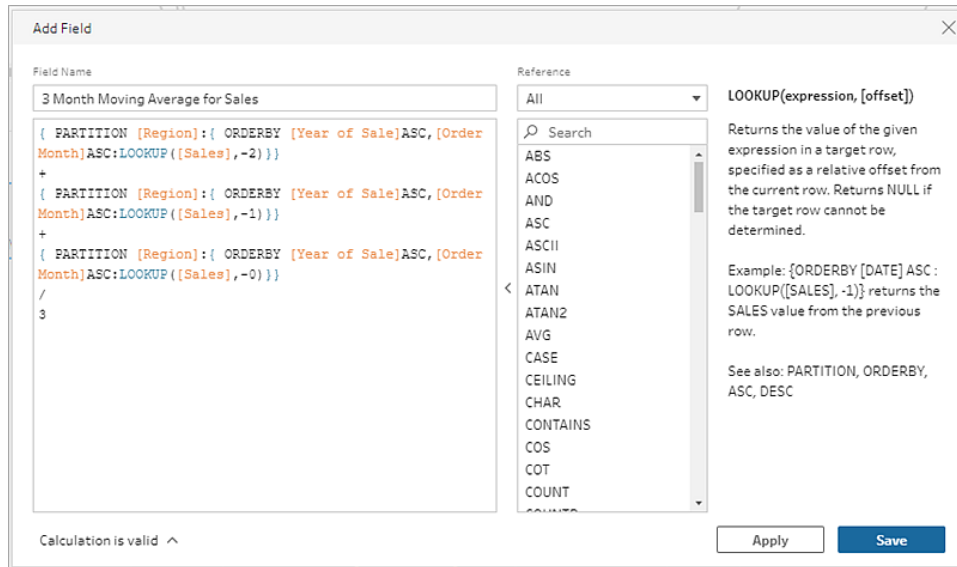 Add Field
Field Name
3 Month Moving Average for Sales
{ PARTITION [Region]:{ ORDERBY [Year of Sale]ASC,[Order
Month]ASC:LOOKUP([Sales],-2)}}
+
{ PARTITION [Region]:{ ORDERBY [Year of Sale]ASC,[Order
Month]ASC:LOOKUP([Sales],-1)}}
+
{ PARTITION [Region]:{ ORDERBY [Year of Sale]ASC,[Order
Month]ASC:LOOKUP([Sales],-0)}}
/
3
Reference
All
Search
ABS
ACOS
AND
ASC
ASCII
ASIN
ATAN
ATAN2
AVG
CASE
CEILING
CHAR
CONTAINS
COS
COT
COUNT
LOOKUP(expression, [offset])
Returns the value of the given
expression in a target row,
specified as a relative offset from
the current row. Returns NULL if
the target row cannot be
determined.
Example: {ORDERBY [DATE] ASC :
LOOKUP([SALES], -1)} returns the
SALES value from the previous
row.
See also: PARTITION, ORDERBY,
ASC, DESC
Calculation is valid
Apply
Save